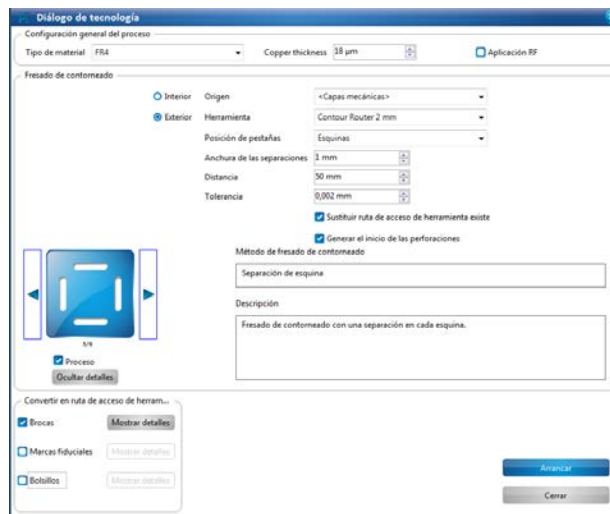 Diálogo de tecnología
Configuración general del proceso
Tipo de material FR4 Copper thickness 18 µm Aplicación RF
Fresado de contorneado
Interior Origen <Capas mecánicas>
Exterior Herramienta Contour Router 2 mm
Posición de pestañas Esquinas
Anchura de las separaciones 1 mm
Distancia 50 mm
Tolerancia 0,002 mm
Sustituir ruta de acceso de herramienta existe
Generar el inicio de las perforaciones
Método de fresado de contorneado
Separación de esquina
Descripción
Fresado de contorneado con una separación en cada esquina.
5/6
Proceso
Ocultar detalles
Convertir en ruta de acceso de herram...
Brocas Mostrar detalles
Marcas fiduciales Mostrar detalles
Bolsillos Mostrar detalles
Arrancar
Cerrar